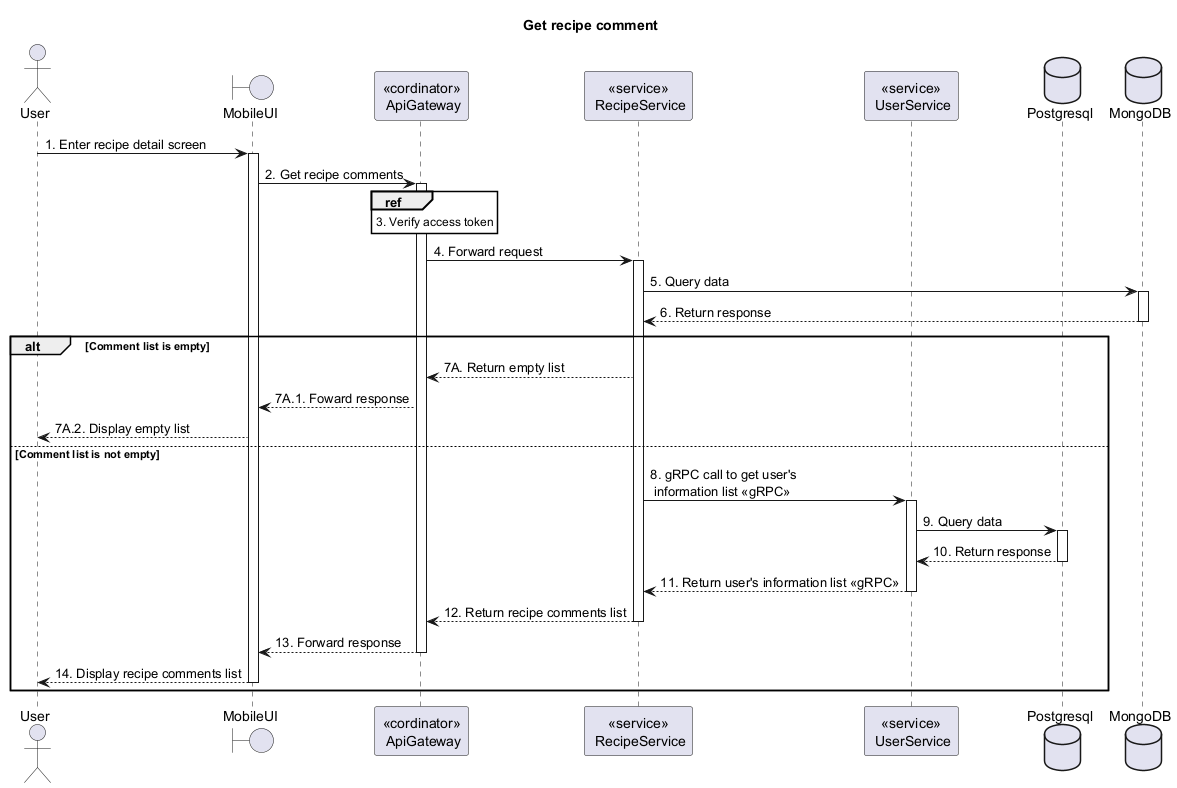 Get recipe comment
User
MobileUI
«cordinator»
ApiGateway
«service»
RecipeService
«service»
UserService
Postgresql
MongoDB
1. Enter recipe detail screen
2. Get recipe comments
ref
3. Verify access token
4. Forward request
5. Query data
6. Return response
alt
[Comment list is empty]
7A. Return empty list
7A.1. Foward response
7A.2. Display empty list
[Comment list is not empty]
8. gRPC call to get user's
information list «gRPC»
9. Query data
10. Return response
11. Return user's information list «gRPC»
12. Return recipe comments list
13. Forward response
14. Display recipe comments list
User
MobileUI
«cordinator»
ApiGateway
«service»
RecipeService
«service»
UserService
Postgresql
MongoDB